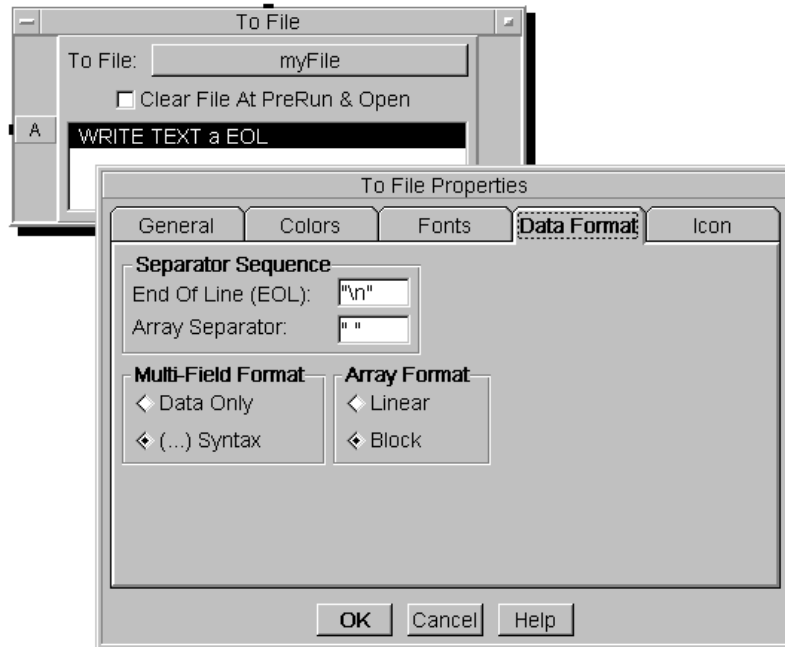 To File
To File: myFile
Clear File At PreRun & Open
A
WRITE TEXT a EOL
To File Properties
General Colors Fonts Data Format Icon
Separator Sequence
End Of Line (EOL): "\n"
Array Separator: " "
Multi-Field Format Array Format
Data Only Linear
(...) Syntax Block
OK Cancel Help